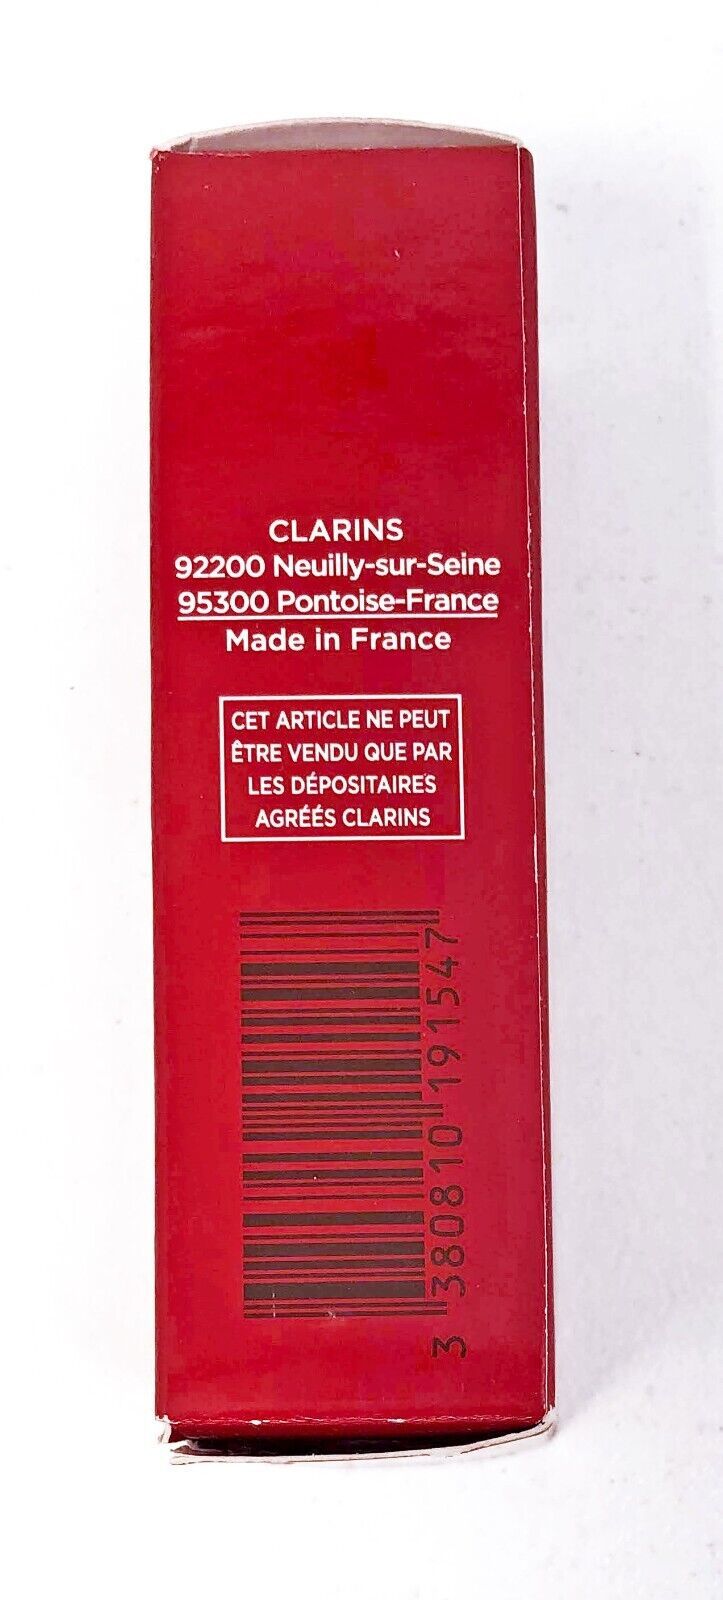 CLARINS
92200 Neuilly-sur-Seine
95300 Pontoise-France
Made in France
CET ARTICLE NE PEUT
ÊTRE VENDU QUE PAR
LES DÉPOSITAIRES
AGRÉÉS CLARINS
3 380810 191547